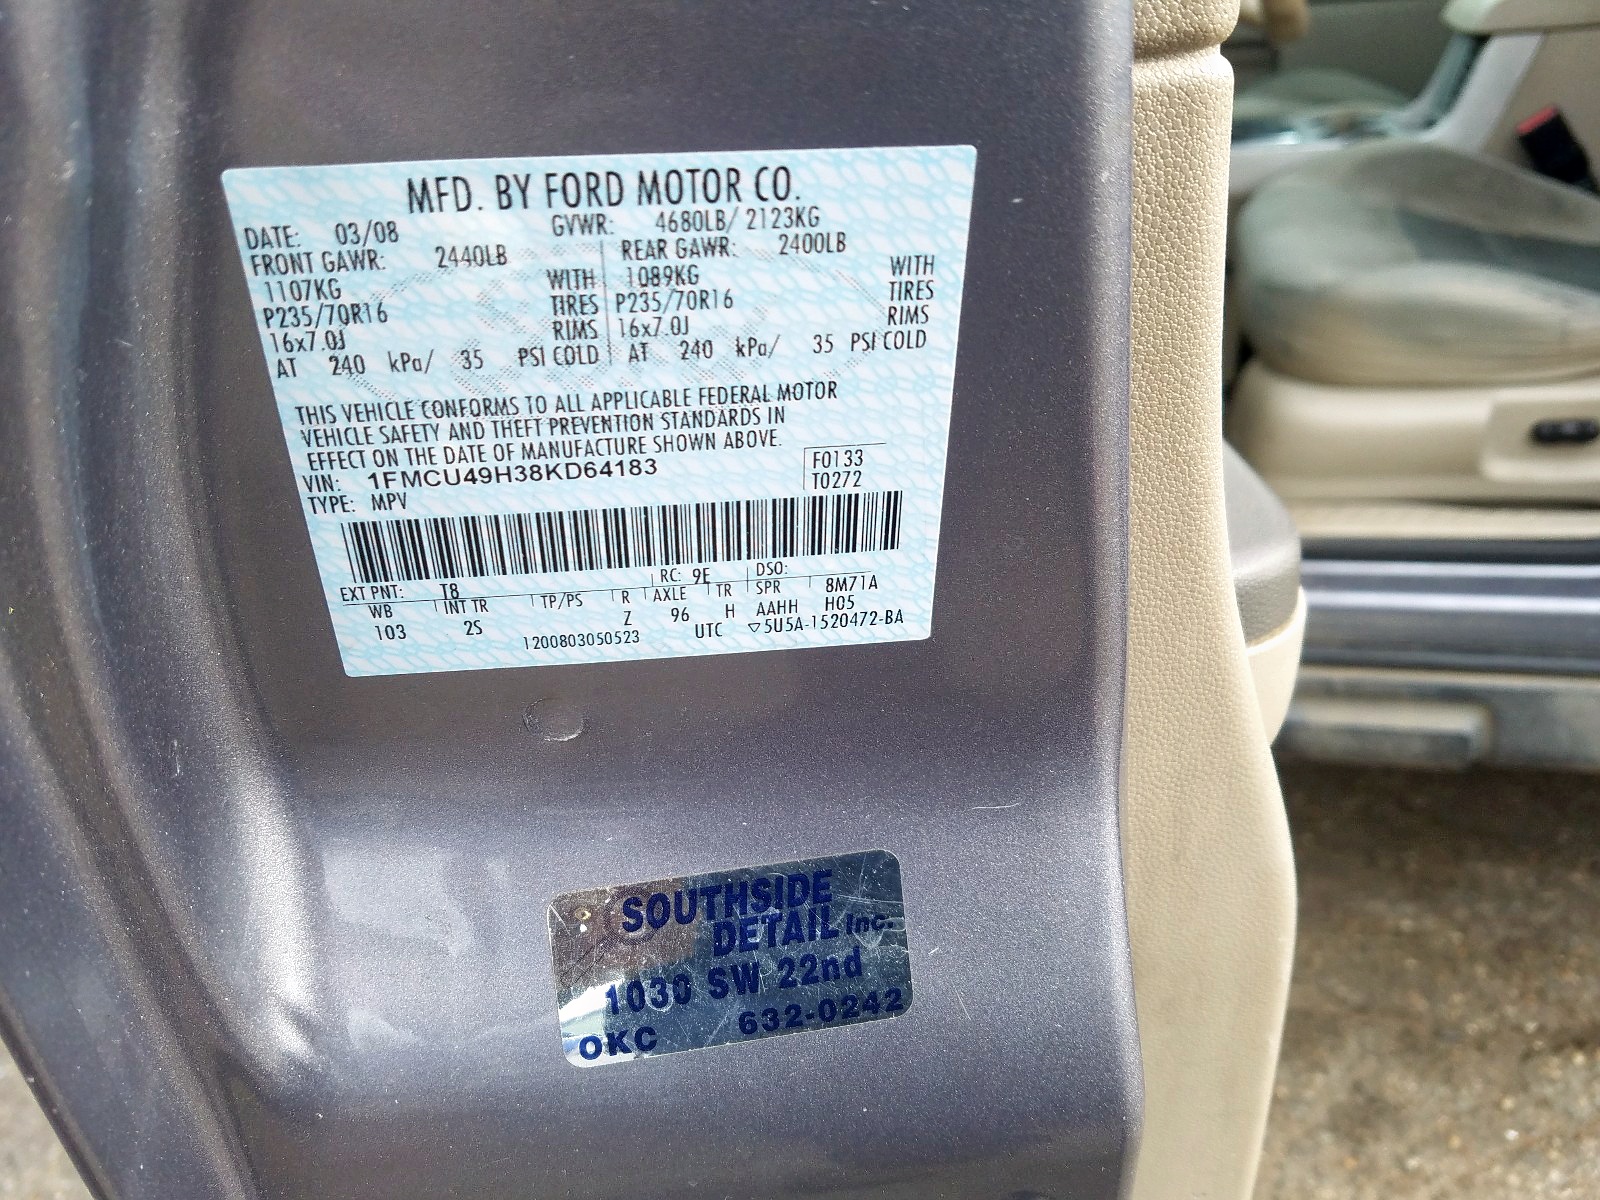 MFD. BY FORD MOTOR CO.
DATE: 03/08 GVWR: 4680LB/ 2123KG
FRONT GAWR: 2440LB REAR GAWR: 2400LB
1107KG WITH 1089KG WITH
P235/70R16 TIRES P235/70R16 TIRES
16x7.0J RIMS 16x7.0J RIMS
AT 240 kPa/ 35 PSI COLD AT 240 kPa/ 35 PSI COLD
THIS VEHICLE CONFORMS TO ALL APPLICABLE FEDERAL MOTOR
VEHICLE SAFETY AND THEFT PREVENTION STANDARDS IN
EFFECT ON THE DATE OF MANUFACTURE SHOWN ABOVE.
VIN: 1FMCU49H38KD64183 F0133
TYPE: MPV T0272
EXT PNT: T8 RC: 9E DSO:
WB INT TR TP/PS R AXLE TR SPR 8M71A
103 2S Z 96 H AAHH H05
1200803050523 UTC ▽5U5A-1520472-BA
SOUTHSIDE
DETAIL Inc.
1030 SW 22nd
OKC 632-0242